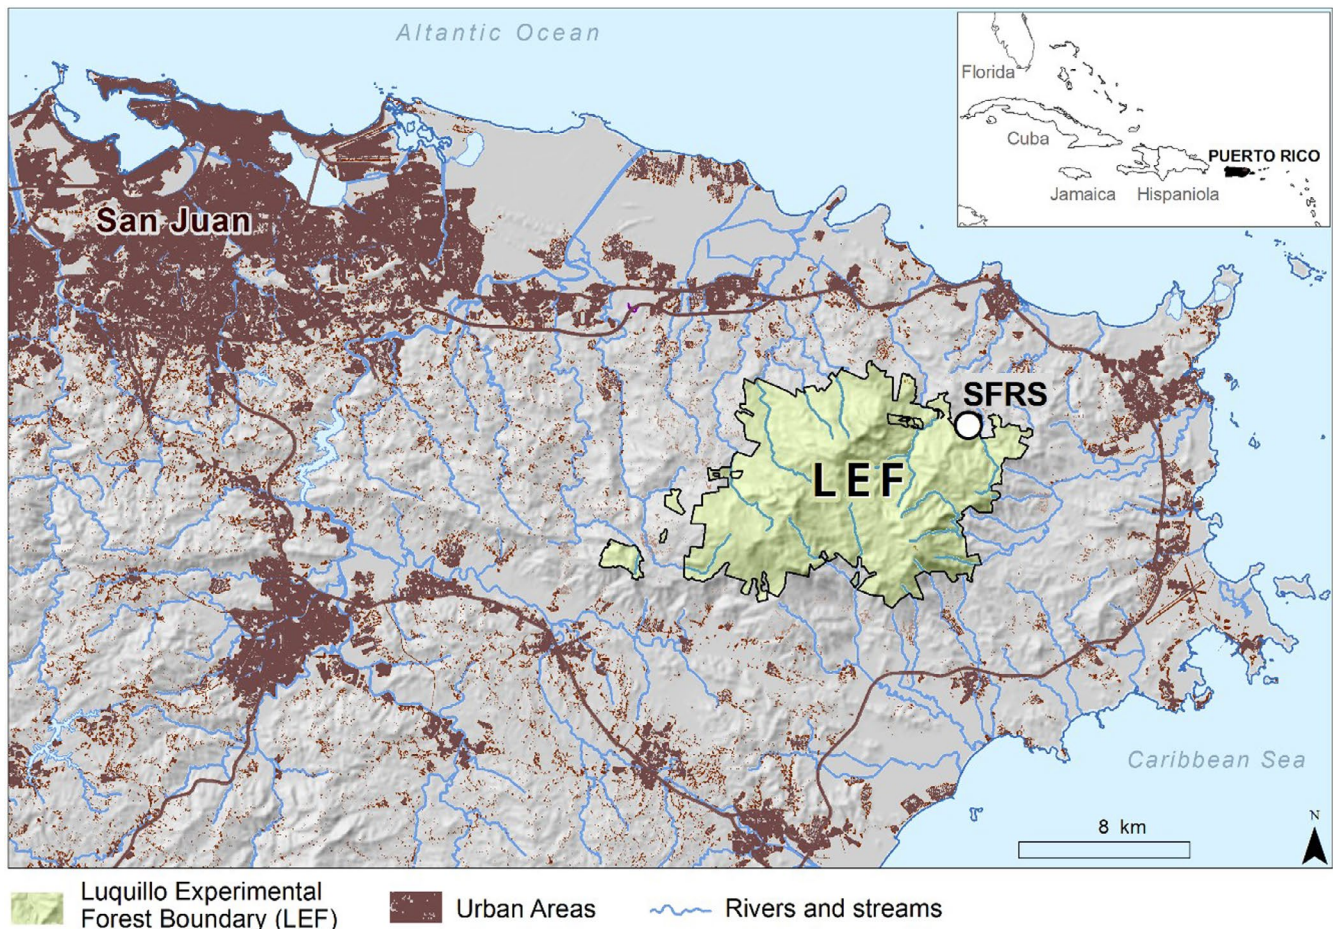 Altantic Ocean
Florida
Cuba
PUERTO RICO
Jamaica
Hispaniola
San Juan
SFRS
LEF
Caribbean Sea
8 km
N
Luquillo Experimental
Forest Boundary (LEF)
Urban Areas
Rivers and streams